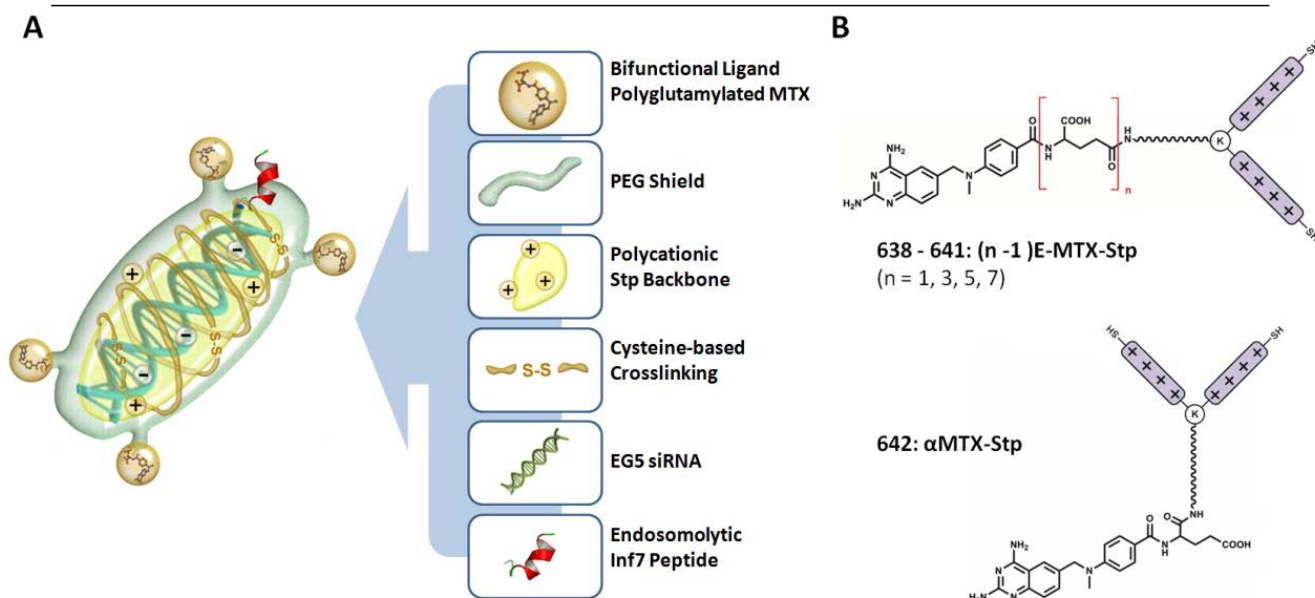 A
Bifunctional Ligand
Polyglutamylated MTX
PEG Shield
Polycationic
Stp Backbone
Cysteine-based
Crosslinking
S-S
EG5 siRNA
Endosomolytic
Inf7 Peptide
S-S
S-S
S-S
+
+
+
-
-
-
+
+
+
B
SH
+ + + +
K
+ + + +
SH
O
COOH
N
H
O
H
N
n
NH2
N
N
H2N
N
638 - 641: (n -1 )E-MTX-Stp
(n = 1, 3, 5, 7)
HS
SH
+ + + +
+ + + +
K
642: αMTX-Stp
O
NH
O
N
H
COOH
NH2
N
N
H2N
N